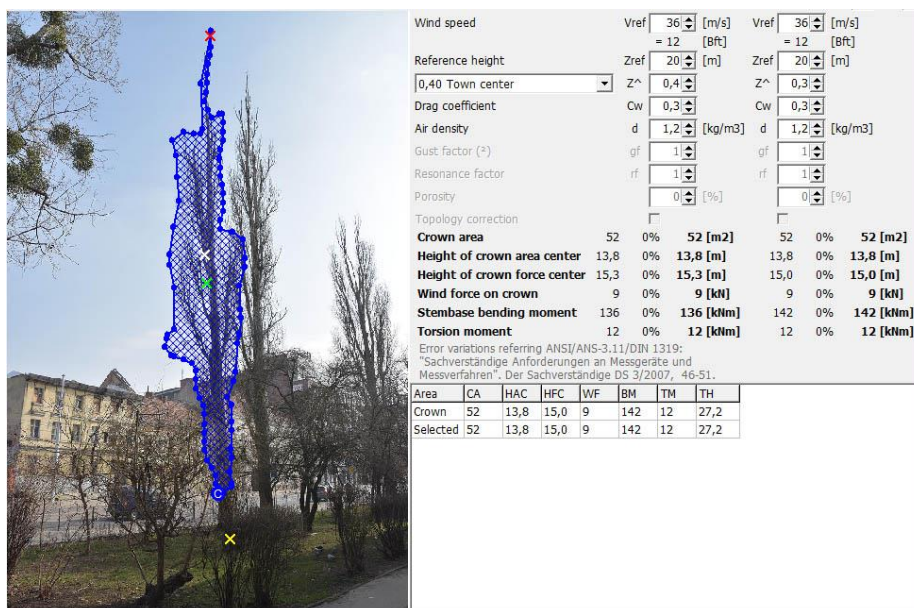 Wind speed Vref 36 [m/s] Vref 36 [m/s]
= 12 [Bft] = 12 [Bft]
Reference height Zref 20 [m] Zref 20 [m]
0,40 Town center Z^ 0,4 Z^ 0,3
Drag coefficient Cw 0,3 Cw 0,3
Air density d 1,2 [kg/m3] d 1,2 [kg/m3]
Gust factor (²) gf 1 gf 1
Resonance factor rf 1 rf 1
Porosity 0 [%] 0 [%]
Topology correction
Crown area 52 0% 52 [m2] 52 0% 52 [m2]
Height of crown area center 13,8 0% 13,8 [m] 13,8 0% 13,8 [m]
Height of crown force center 15,3 0% 15,3 [m] 15,0 0% 15,0 [m]
Wind force on crown 9 0% 9 [kN] 9 0% 9 [kN]
Stembase bending moment 136 0% 136 [kNm] 142 0% 142 [kNm]
Torsion moment 12 0% 12 [kNm] 12 0% 12 [kNm]
Error variations referring ANSI/ANS-3.11/DIN 1319:
"Sachverständige Anforderungen an Messgeräte und
Messverfahren". Der Sachverständige DS 3/2007, 46-51.
Area CA HAC HFC WF BM TM TH
Crown 52 13,8 15,0 9 142 12 27,2
Selected 52 13,8 15,0 9 142 12 27,2
C